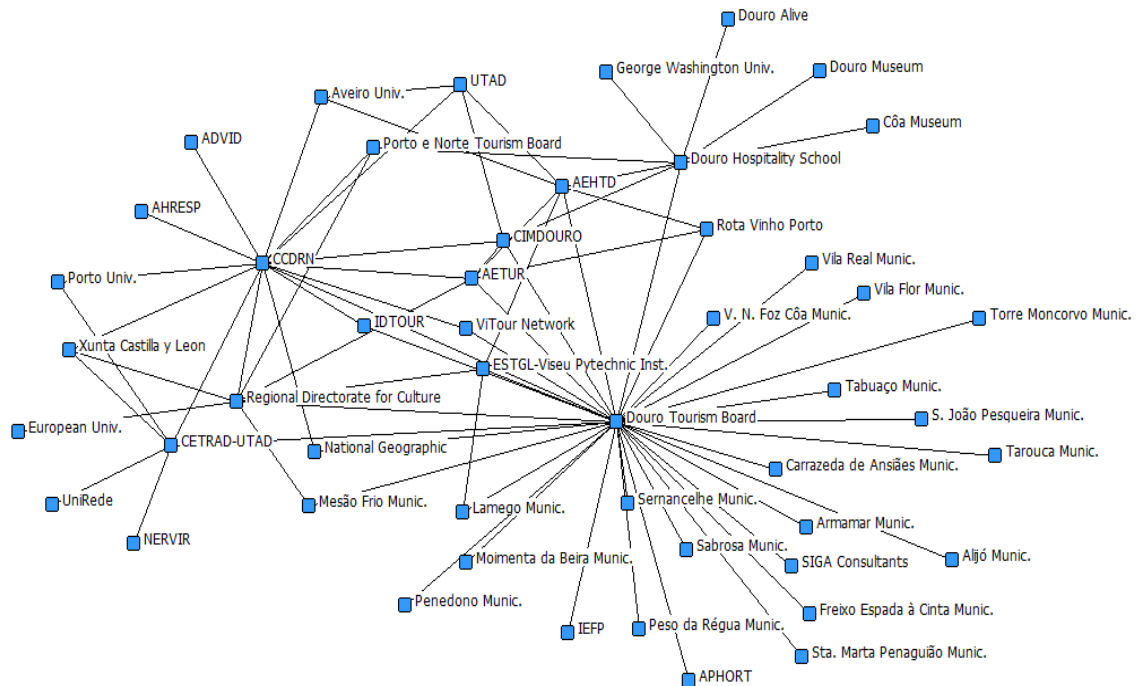 Douro Alive
George Washington Univ.
Douro Museum
UTAD
Aveiro Univ.
Côa Museum
ADVID
Porto e Norte Tourism Board
Douro Hospitality School
AEHTD
AHRESP
Rota Vinho Porto
CIMDOURO
CCDRN
Vila Real Munic.
Porto Univ.
AETUR
Vila Flor Munic.
V. N. Foz Côa Munic.
Torre Moncorvo Munic.
IDTOUR
ViTour Network
Xunta Castilla y Leon
ESTGL-Viseu Pytechnic Inst.
Tabuaço Munic.
Regional Directorate for Culture
Douro Tourism Board
S. João Pesqueira Munic.
European Univ.
CETRAD-UTAD
National Geographic
Tarouca Munic.
Carrazeda de Ansiães Munic.
UniRede
Mesão Frio Munic.
Lamego Munic.
Sernancelhe Munic.
Armamar Munic.
NERVIR
Sabrosa Munic.
Moimenta da Beira Munic.
SIGA Consultants
Alijó Munic.
Penedono Munic.
Freixo Espada à Cinta Munic.
IEFP
Peso da Régua Munic.
Sta. Marta Penaguião Munic.
APHORT